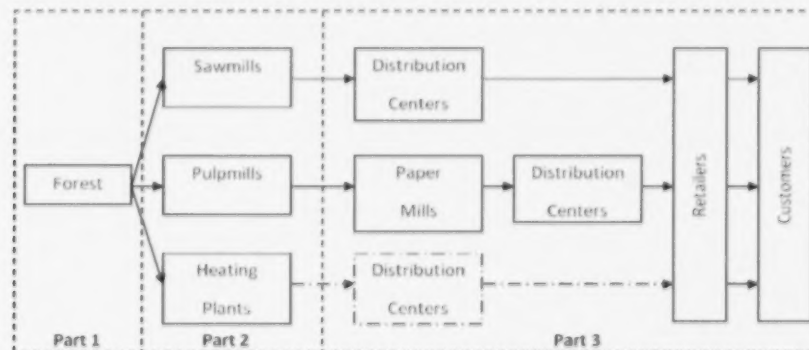 Sawmills
Distribution
Centers
Forest
Pulpmills
Paper
Mills
Distribution
Centers
Heating
Plants
Distribution
Centers
Retailers
Customers
Part 1
Part 2
Part 3